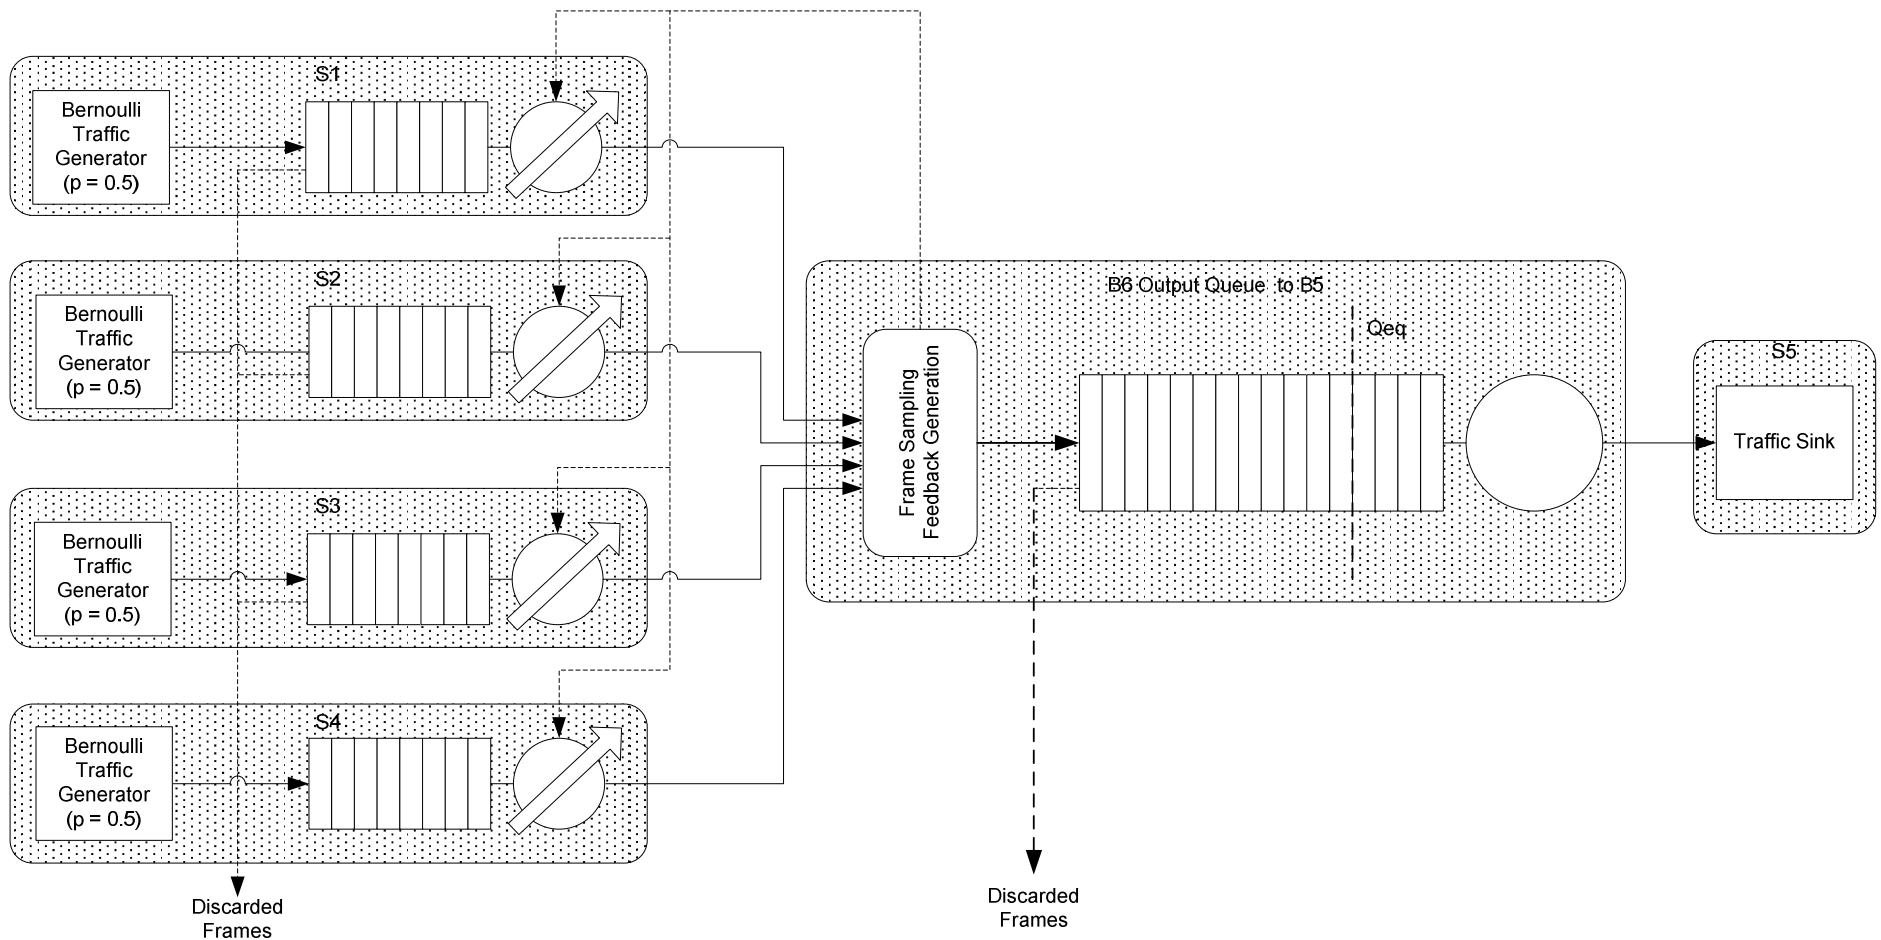 S1
Bernoulli
Traffic
Generator
(p = 0.5)
S2
Bernoulli
Traffic
Generator
(p = 0.5)
S3
Bernoulli
Traffic
Generator
(p = 0.5)
S4
Bernoulli
Traffic
Generator
(p = 0.5)
Discarded
Frames
B6 Output Queue to B5
Qeq
Frame Sampling
Feedback Generation
Discarded
Frames
S5
Traffic Sink